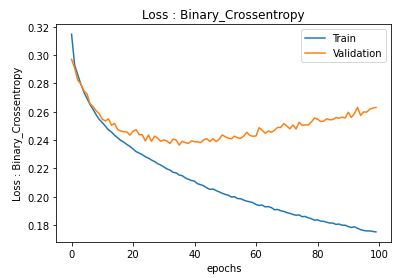 Loss : Binary_Crossentropy
Train
Validation
0.32
0.30
0.28
0.26
0.24
0.22
0.20
0.18
Loss : Binary_Crossentropy
0
20
40
60
80
100
epochs